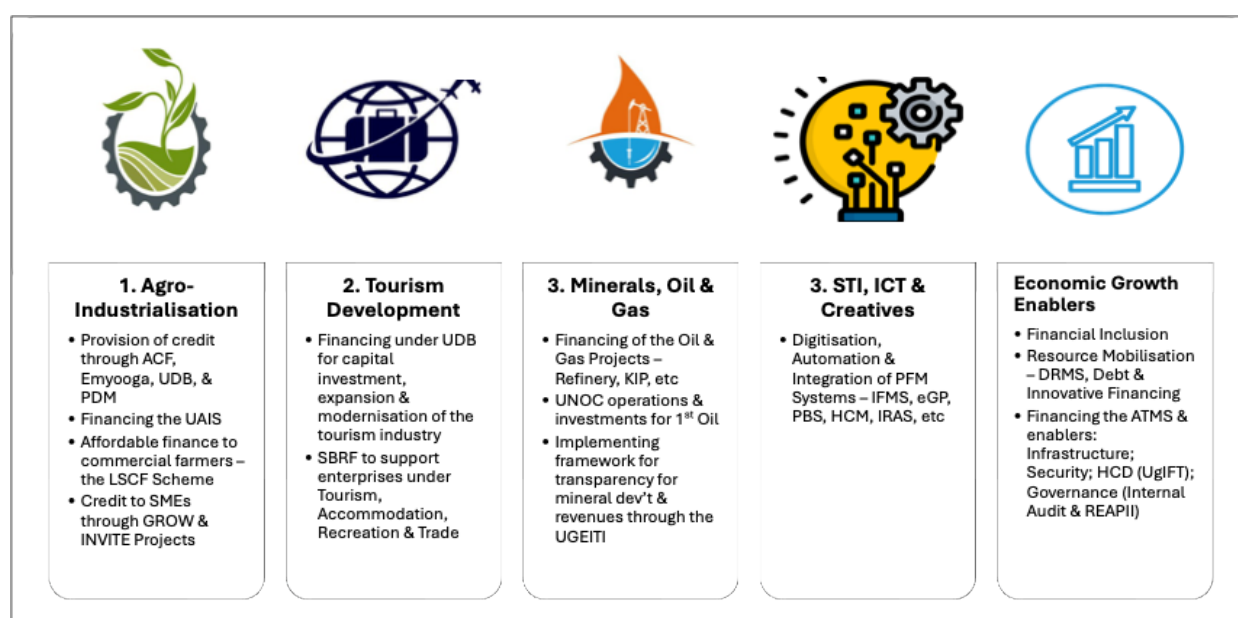 1. Agro-
Industrialisation
• Provision of credit
through ACF,
Emyooga, UDB, &
PDM
• Financing the UAIS
• Affordable finance to
commercial farmers –
the LSCF Scheme
• Credit to SMEs
through GROW &
INVITE Projects
2. Tourism
Development
• Financing under UDB
for capital
investment,
expansion &
modernisation of the
tourism industry
• SBRF to support
enterprises under
Tourism,
Accommodation,
Recreation & Trade
3. Minerals, Oil &
Gas
• Financing of the Oil &
Gas Projects –
Refinery, KIP, etc
• UNOC operations &
investments for 1st Oil
• Implementing
framework for
transparency for
mineral dev't &
revenues through the
UGEITI
3. STI, ICT &
Creatives
• Digitisation,
Automation &
Integration of PFM
Systems – IFMS, eGP,
PBS, HCM, IRAS, etc
Economic Growth
Enablers
• Financial Inclusion
• Resource Mobilisation
– DRMS, Debt &
Innovative Financing
• Financing the ATMS &
enablers:
Infrastructure;
Security; HCD (UgIFT);
Governance (Internal
Audit & REAPII)